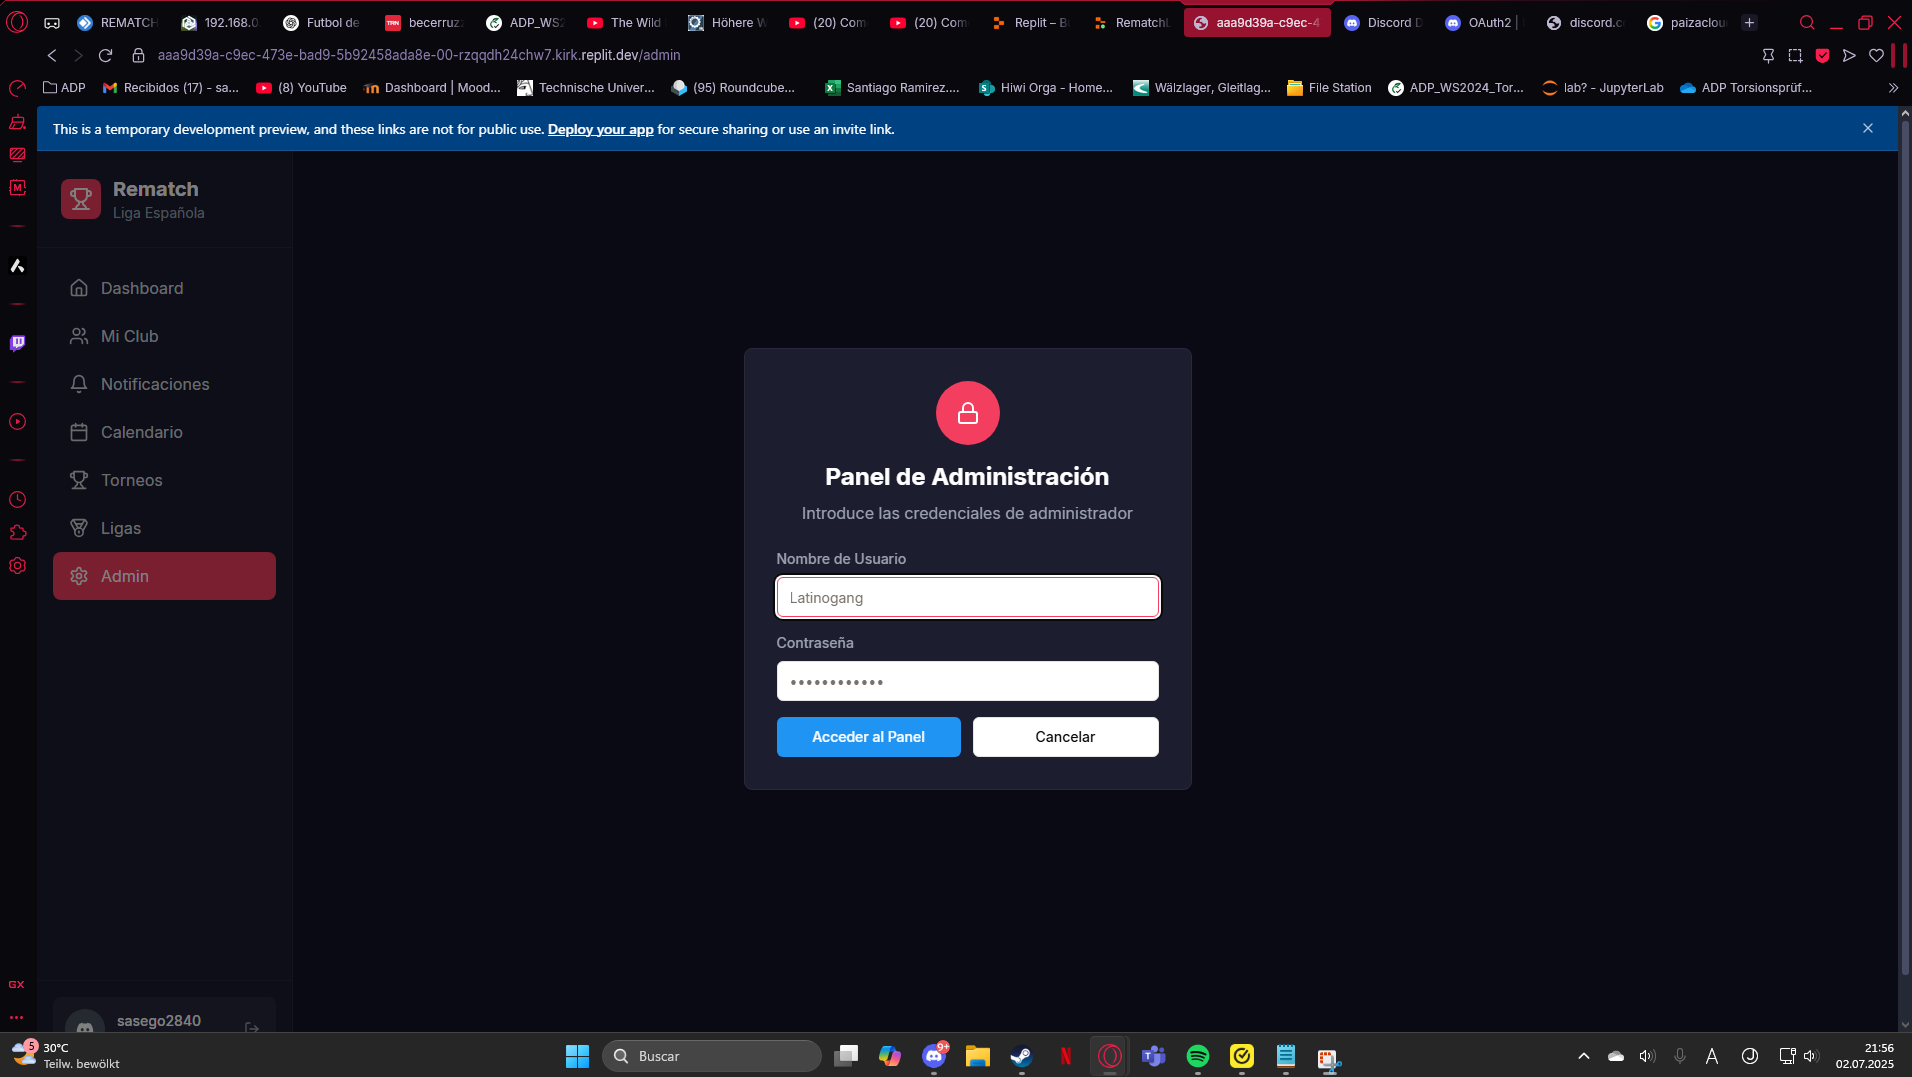 REMATCH
192.168.0.
Futbol de
TRN
becerruzz
ADP_WS2
The Wild
Höhere W
(20) Com
(20) Com
Replit – B
RematchL
aaa9d39a-c9ec-4
Discord D
OAuth2 |
discord.c
paizaclou
aaa9d39a-c9ec-473e-bad9-5b92458ada8e-00-rzqqdh24chw7.kirk.replit.dev/admin
ADP
Recibidos (17) - sa...
(8) YouTube
Dashboard | Mood...
Technische Univer...
(95) Roundcube...
Santiago Ramirez....
Hiwi Orga - Home...
Wälzlager, Gleitlag...
File Station
ADP_WS2024_Tor...
lab? - JupyterLab
ADP Torsionsprüf...
This is a temporary development preview, and these links are not for public use. Deploy your app for secure sharing or use an invite link.
Rematch
Liga Española
Dashboard
Mi Club
Notificaciones
Calendario
Torneos
Ligas
Admin
Panel de Administración
Introduce las credenciales de administrador
Nombre de Usuario
Latinogang
Contraseña
••••••••••••
Acceder al Panel
Cancelar
GX
sasego2840
5
30°C
Teilw. bewölkt
Buscar
9+
21:56
02.07.2025